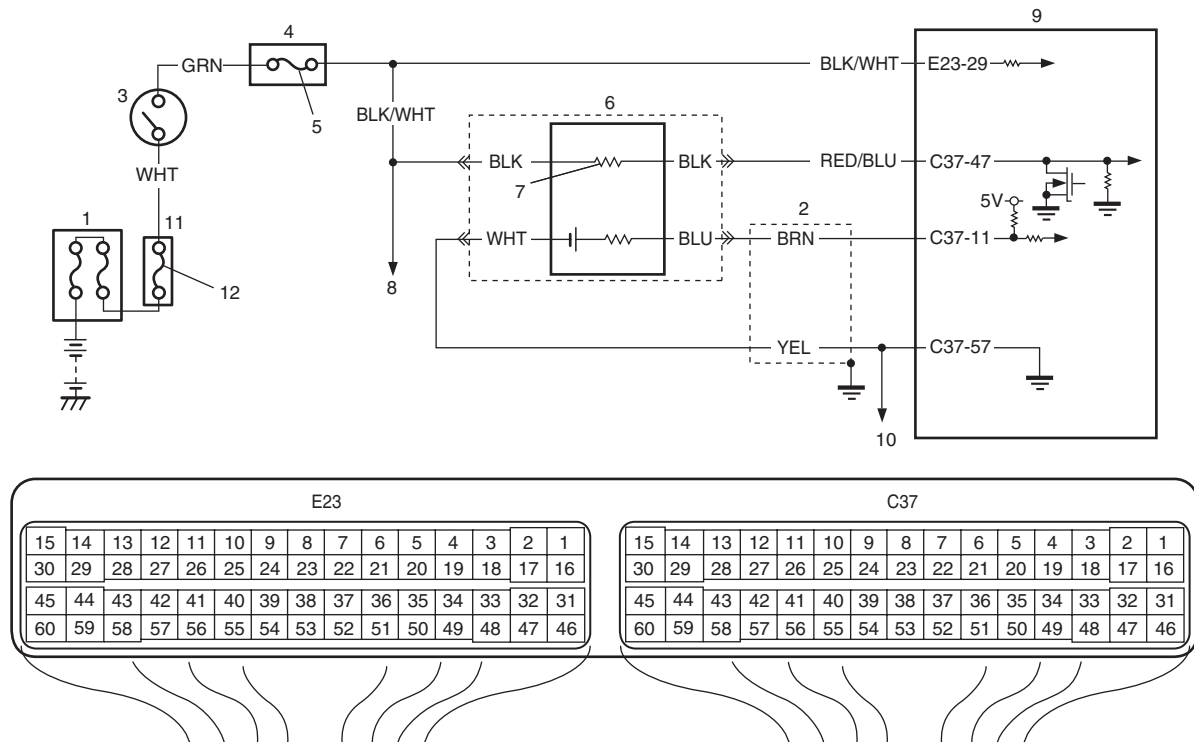 9
4
GRN
BLK/WHT
E23-29
3
5
BLK/WHT
6
BLK
BLK
RED/BLU
C37-47
WHT
7
5V
1
11
2
WHT
BLU
BRN
C37-11
12
8
YEL
C37-57
10
E23
C37
15 14 13 12 11 10 9 8 7 6 5 4 3 2 1
30 29 28 27 26 25 24 23 22 21 20 19 18 17 16
45 44 43 42 41 40 39 38 37 36 35 34 33 32 31
60 59 58 57 56 55 54 53 52 51 50 49 48 47 46
15 14 13 12 11 10 9 8 7 6 5 4 3 2 1
30 29 28 27 26 25 24 23 22 21 20 19 18 17 16
45 44 43 42 41 40 39 38 37 36 35 34 33 32 31
60 59 58 57 56 55 54 53 52 51 50 49 48 47 46